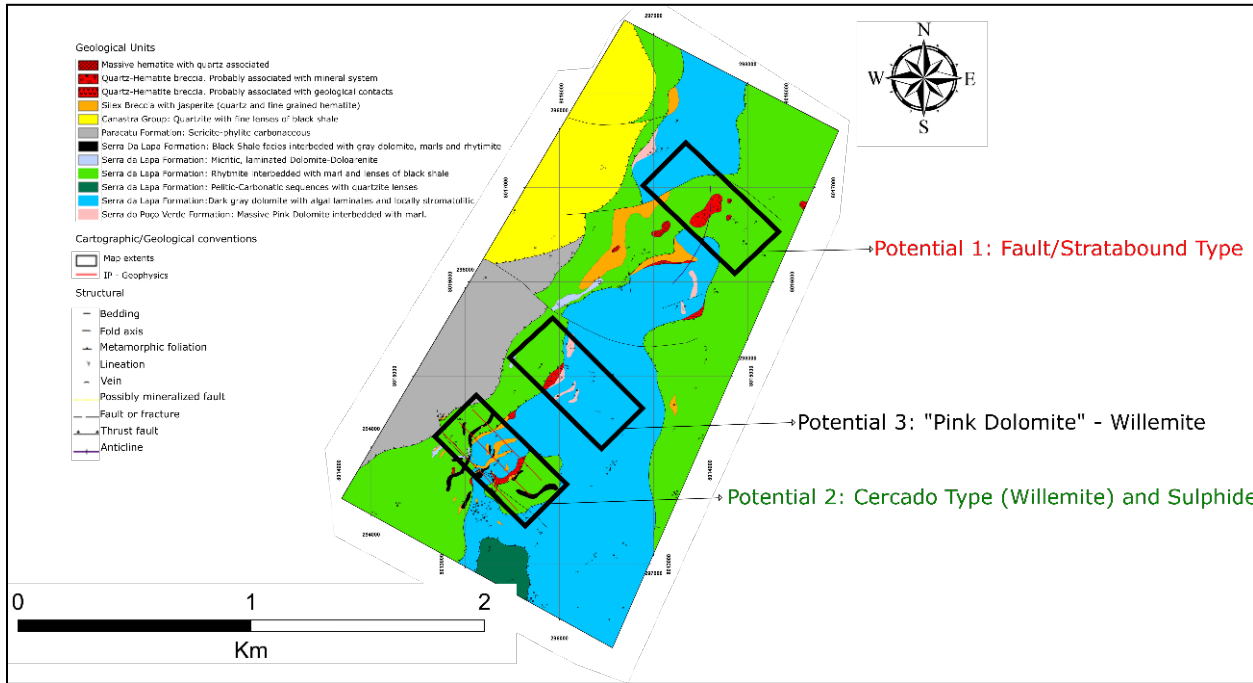 Geological Units
Massive hematite with quartz associated
Quartz-Hematite breccia. Probably associated with mineral system
Quartz-Hematite breccia. Probably associated with geological contacts
Silex Breccia with jasperite (quartz and fine grained hematite)
Canastra Group: Quartzite with fine lenses of black shale
Paracatu Formation: Sericite-phylite carbonaceous
Serra Da Lapa Formation: Black Shale facies interbeded with gray dolomite, marls and rhytimite
Serra da Lapa Formation: Micritic, laminated Dolomite-Doloarenite
Serra da Lapa Formation: Rhytmite interbedded with marl and lenses of black shale
Serra da Lapa Formation: Pelitic-Carbonatic sequences with quartzite lenses
Serra da Lapa Formation:Dark gray dolomite with algal laminates and locally stromatolitic.
Serra do Poço Verde Formation: Massive Pink Dolomite interbedded with marl.
Cartographic/Geological conventions
Map extents
IP - Geophysics
Structural
Bedding
Fold axis
Metamorphic foliation
Lineation
Vein
Possibly mineralized fault
Fault or fracture
Thrust fault
Anticline
N
W
E
S
Potential 1: Fault/Stratabound Type
Potential 3: "Pink Dolomite" - Willemite
Potential 2: Cercado Type (Willemite) and Sulphide
0
1
2
Km